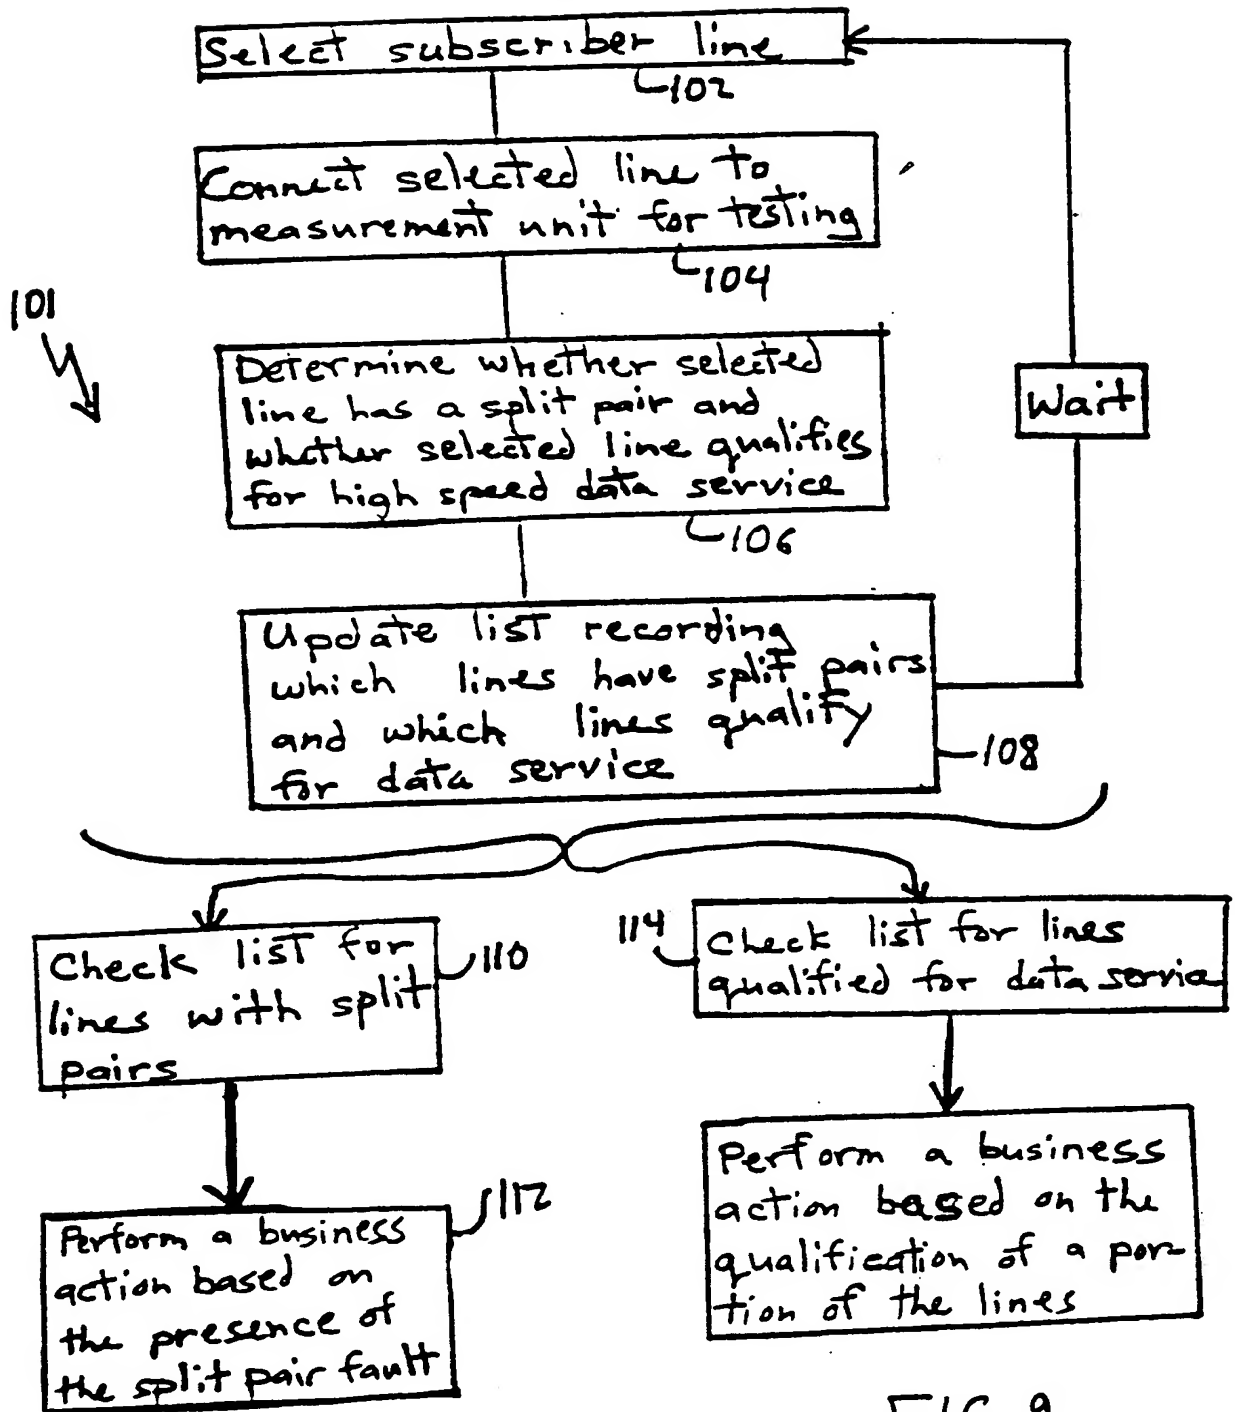 Select subscriber line
102
Connect selected line to
measurement unit for testing
104
101
Determine whether selected
line has a split pair and
whether selected line qualifies
for high speed data service
106
Wait
Update list recording
which lines have split pairs
and which lines qualify
for data service
108
Check list for
lines with split
pairs
110
114
Check list for lines
qualified for data service
Perform a business
action based on
the presence of
the split pair fault
112
Perform a business
action based on the
qualification of a por-
tion of the lines
FIG. 9